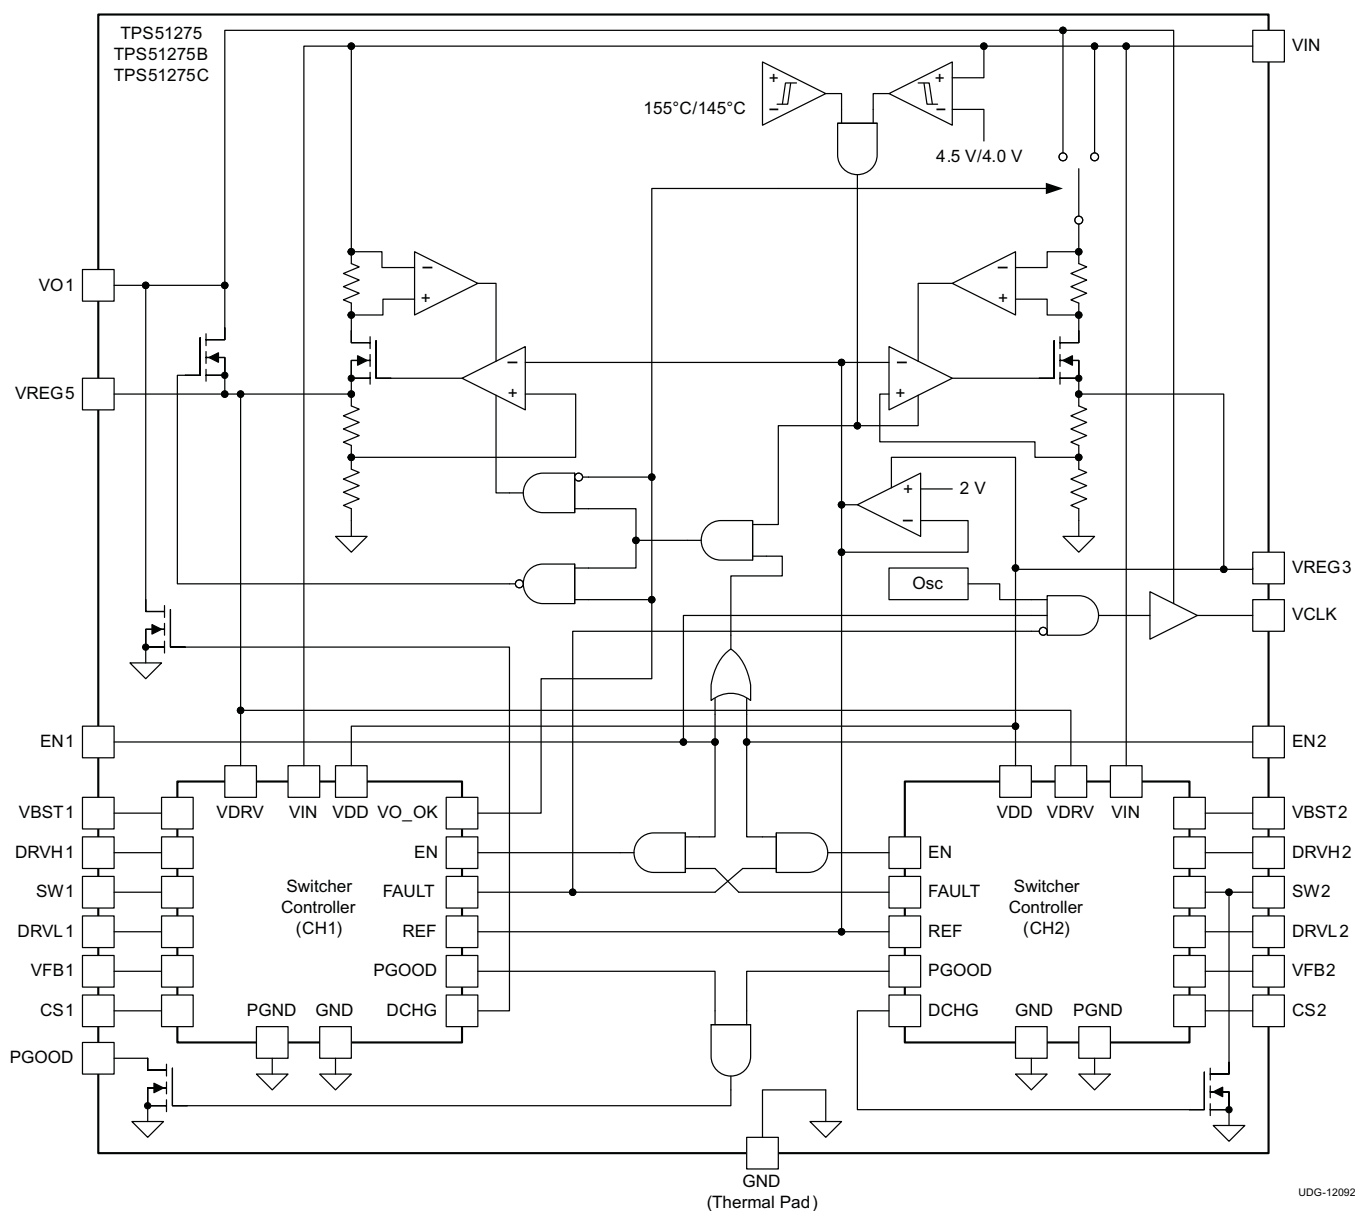 TPS51275
TPS51275B
TPS51275C
VIN
155°C/145°C
+
−
+
−
4.5 V/4.0 V
VO1
−
+
−
+
VREG5
−
+
−
+
+
2 V
−
Osc
VREG3
VCLK
EN1
EN2
VDRV
VIN
VDD
VO_OK
VDD
VDRV
VIN
VBST1
VBST2
DRVH1
EN
EN
DRVH2
SW1
FAULT
FAULT
SW2
Switcher
Controller
(CH1)
Switcher
Controller
(CH2)
DRVL1
REF
REF
DRVL2
VFB1
PGOOD
PGOOD
VFB2
CS1
PGND
GND
DCHG
DCHG
GND
PGND
CS2
PGOOD
GND
(Thermal Pad)
UDG-12092